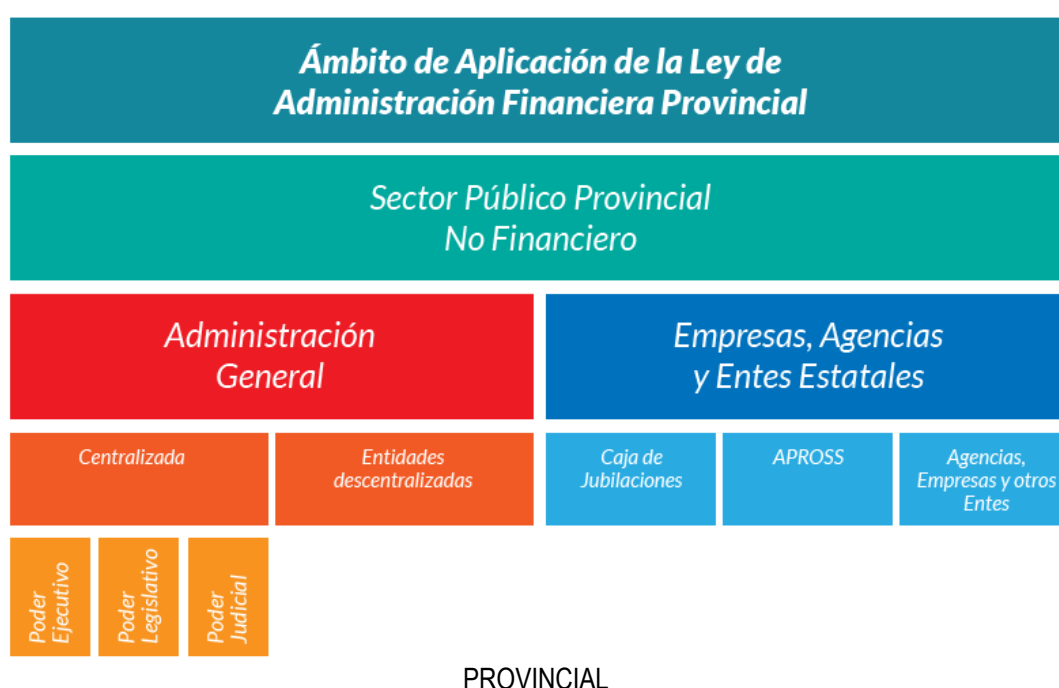 Ámbito de Aplicación de la Ley de
Administración Financiera Provincial
Sector Público Provincial
No Financiero
Administración
General
Empresas, Agencias
y Entes Estatales
Centralizada
Entidades
descentralizadas
Caja de
Jubilaciones
APROSS
Agencias,
Empresas y otros
Entes
Poder
Ejecutivo
Poder
Legislativo
Poder
Judicial
PROVINCIAL